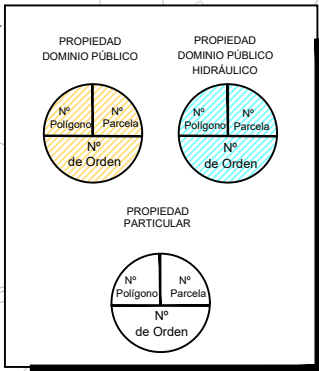 PROPIEDAD
DOMINIO PÚBLICO
Nº
Polígono
Nº
Parcela
Nº
de Orden
PROPIEDAD
DOMINIO PÚBLICO
HIDRÁULICO
Nº
Polígono
Nº
Parcela
Nº
de Orden
PROPIEDAD
PARTICULAR
Nº
Polígono
Nº
Parcela
Nº
de Orden